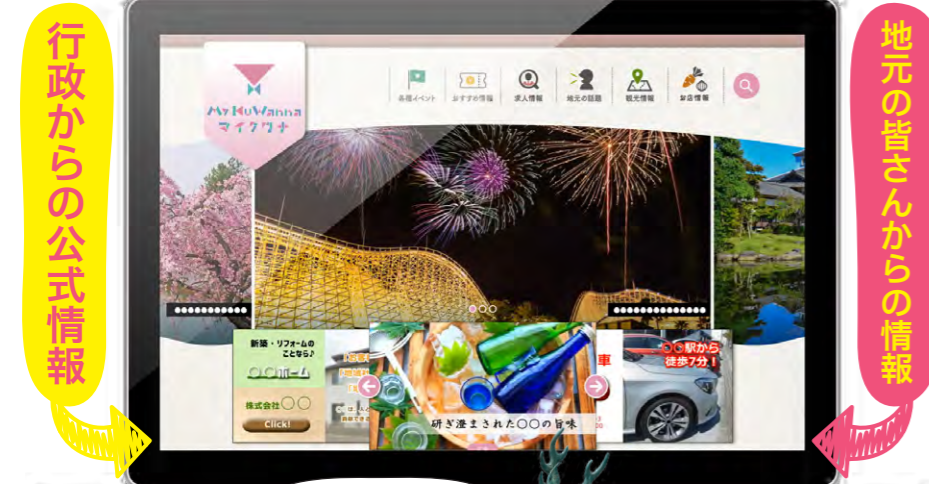 行政からの公式情報
地元の皆さんからの情報
My KuWanna
マイクワナ
各種イベント
おすすめ情報
求人情報
地元の話題
観光情報
お店情報
新築・リフォームの
ことなら♪
〇〇ホーム
株式会社〇〇
Click!
研ぎ澄まされた〇〇の旨味
車
〇〇駅から
徒歩7分！